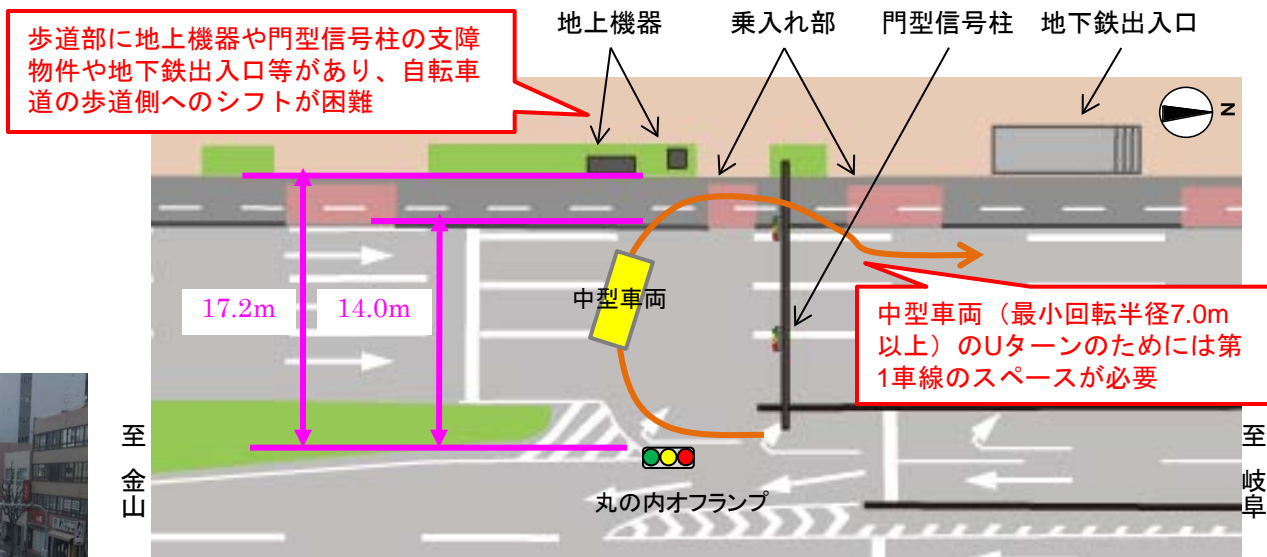 歩道部に地上機器や門型信号柱の支障
物件や地下鉄出入口等があり、自転車
道の歩道側へのシフトが困難
地上機器
乗入れ部
門型信号柱
地下鉄出入口
N
17.2m
14.0m
中型車両
中型車両（最小回転半径7.0m
以上）のUターンのためには第
1車線のスペースが必要
至 金山
至 岐阜
丸の内オフランプ